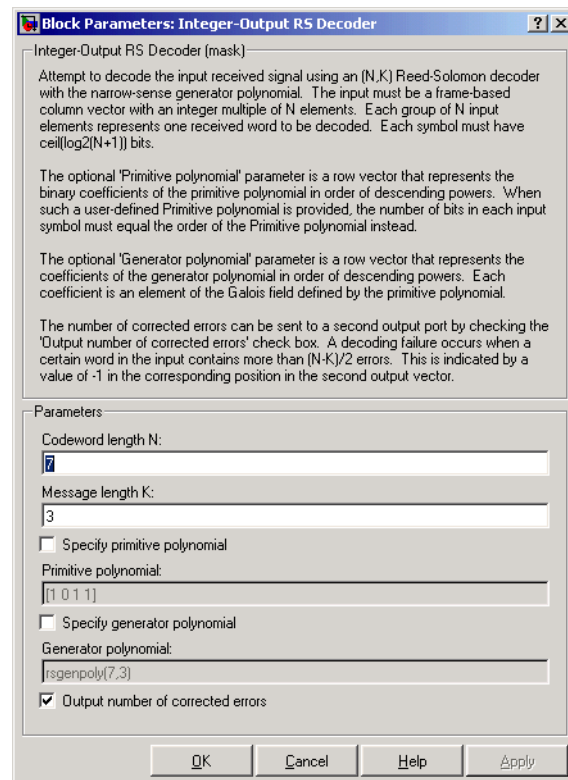 Block Parameters: Integer-Output RS Decoder
Integer-Output RS Decoder (mask)
Attempt to decode the input received signal using an (N,K) Reed-Solomon decoder
with the narrow-sense generator polynomial. The input must be a frame-based
column vector with an integer multiple of N elements. Each group of N input
elements represents one received word to be decoded. Each symbol must have
ceil(log2(N+1)) bits.
The optional 'Primitive polynomial' parameter is a row vector that represents the
binary coefficients of the primitive polynomial in order of descending powers. When
such a user-defined Primitive polynomial is provided, the number of bits in each input
symbol must equal the order of the Primitive polynomial instead.
The optional 'Generator polynomial' parameter is a row vector that represents the
coefficients of the generator polynomial in order of descending powers. Each
coefficient is an element of the Galois field defined by the primitive polynomial.
The number of corrected errors can be sent to a second output port by checking the
'Output number of corrected errors' check box. A decoding failure occurs when a
certain word in the input contains more than (N-K)/2 errors. This is indicated by a
value of -1 in the corresponding position in the second output vector.
Parameters
Codeword length N:
7
Message length K:
3
Specify primitive polynomial
Primitive polynomial:
[1 0 1 1]
Specify generator polynomial
Generator polynomial:
rsgenpoly(7,3)
Output number of corrected errors
OK Cancel Help Apply